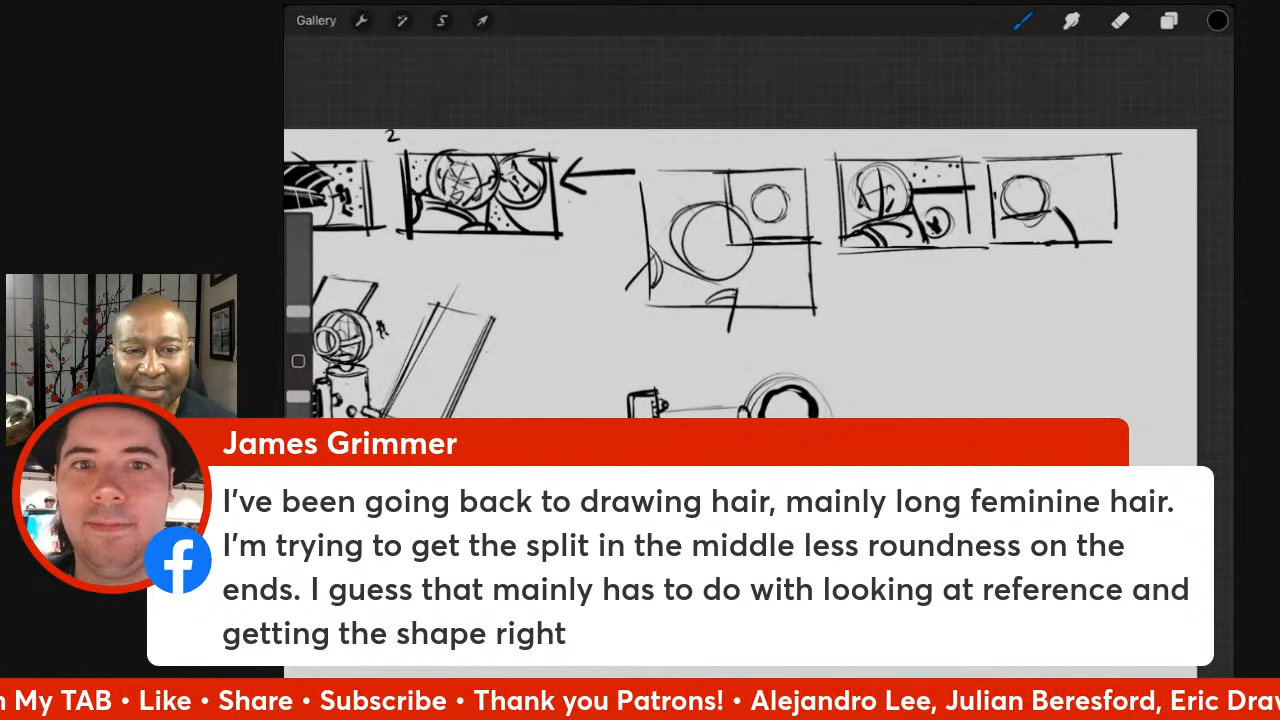 Gallery
2
James Grimmer
I've been going back to drawing hair, mainly long feminine hair.
I'm trying to get the split in the middle less roundness on the
ends. I guess that mainly has to do with looking at reference and
getting the shape right
My TAB • Like • Share • Subscribe • Thank you Patrons! • Alejandro Lee, Julian Beresford, Eric